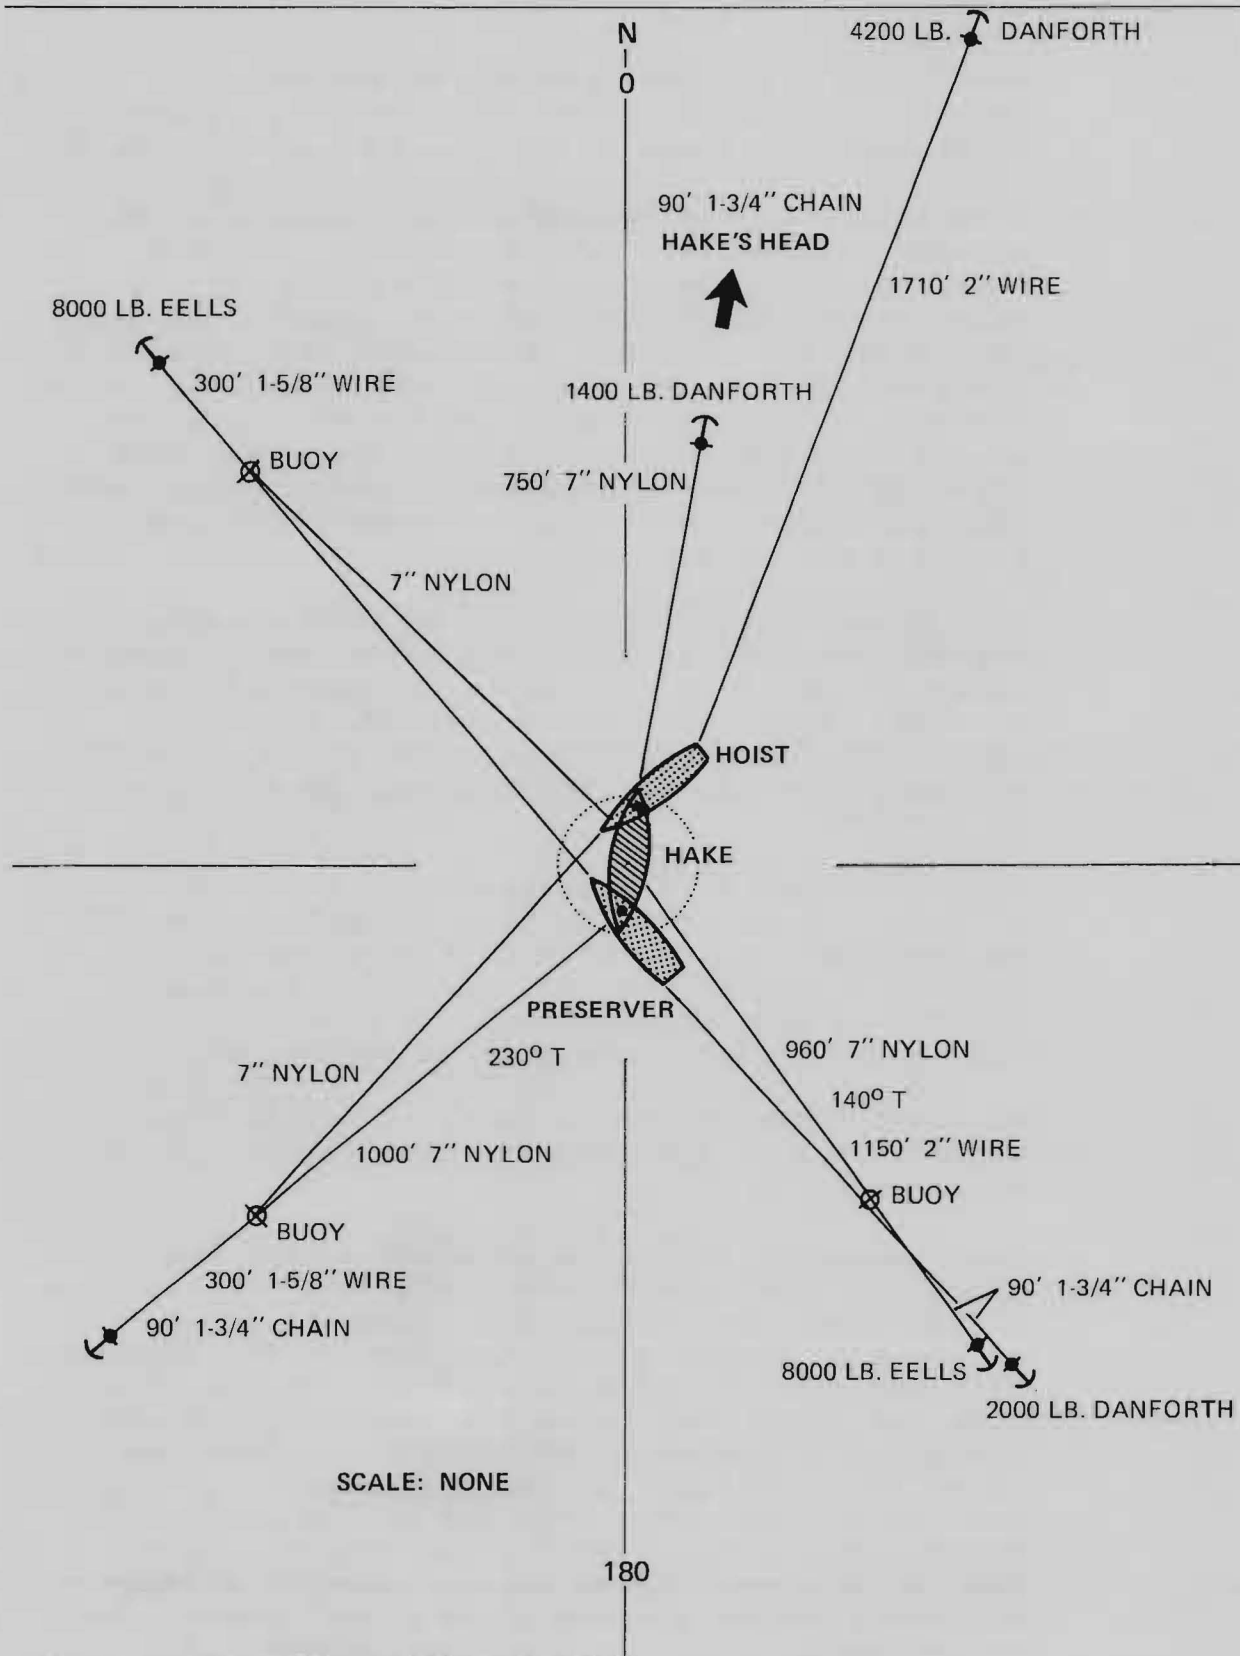 N
0
4200 LB. DANFORTH
90′ 1-3/4″ CHAIN
HAKE'S HEAD
1710′ 2″ WIRE
8000 LB. EELLS
300′ 1-5/8″ WIRE
1400 LB. DANFORTH
BUOY
750′ 7″ NYLON
7″ NYLON
HOIST
HAKE
PRESERVER
960′ 7″ NYLON
230° T
7″ NYLON
140° T
1150′ 2″ WIRE
1000′ 7″ NYLON
BUOY
BUOY
300′ 1-5/8″ WIRE
90′ 1-3/4″ CHAIN
90′ 1-3/4″ CHAIN
8000 LB. EELLS
2000 LB. DANFORTH
SCALE: NONE
180